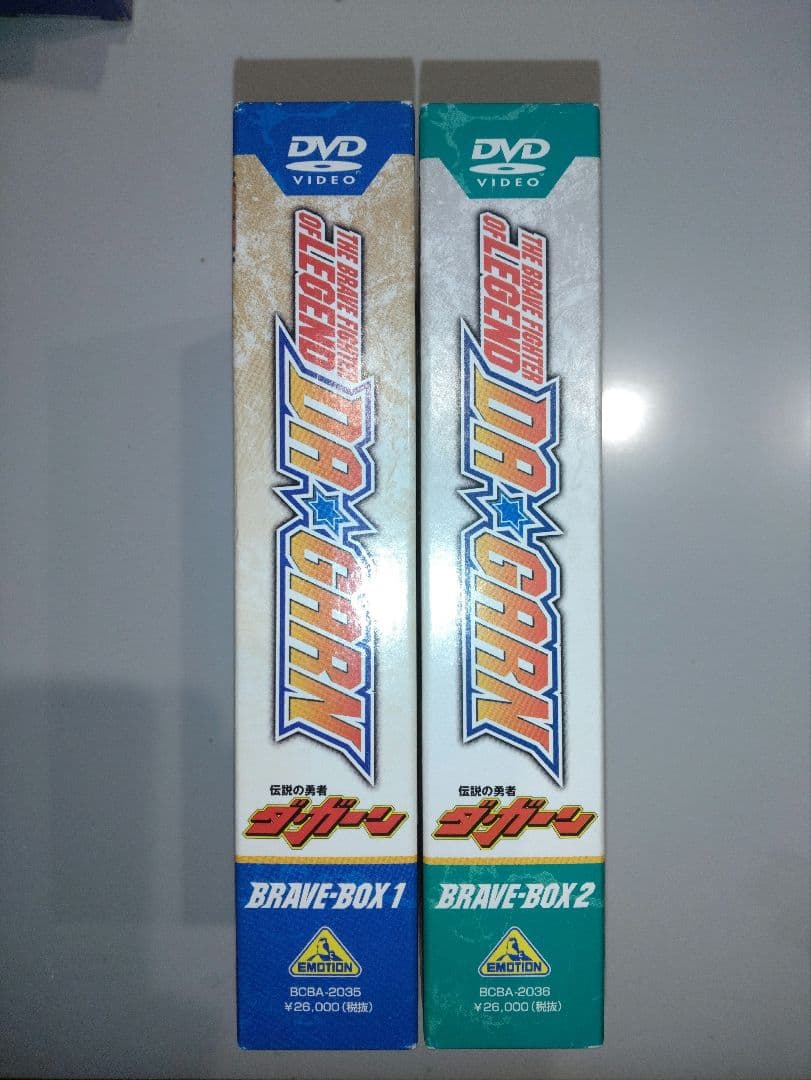 DVD
VIDEO
THE BRAVE FIGHTER
OF LEGEND
DA GARN
伝説の勇者
ダ・ガーン
BRAVE-BOX 1
EMOTION
BCBA-2035
¥26,000(税抜)
DVD
VIDEO
THE BRAVE FIGHTER
OF LEGEND
DA GARN
伝説の勇者
ダ・ガーン
BRAVE-BOX 2
EMOTION
BCBA-2036
¥26,000(税抜)